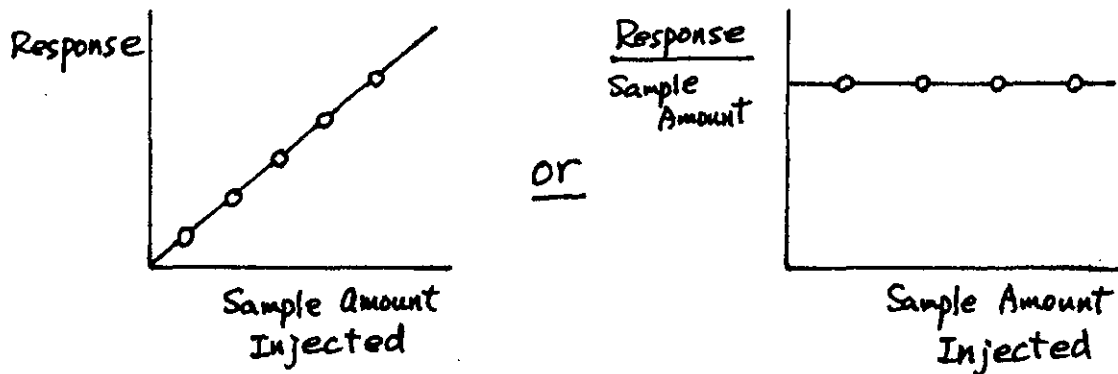 Response
Sample Amount
Injected
or
Response
Sample
Amount
Sample Amount
Injected